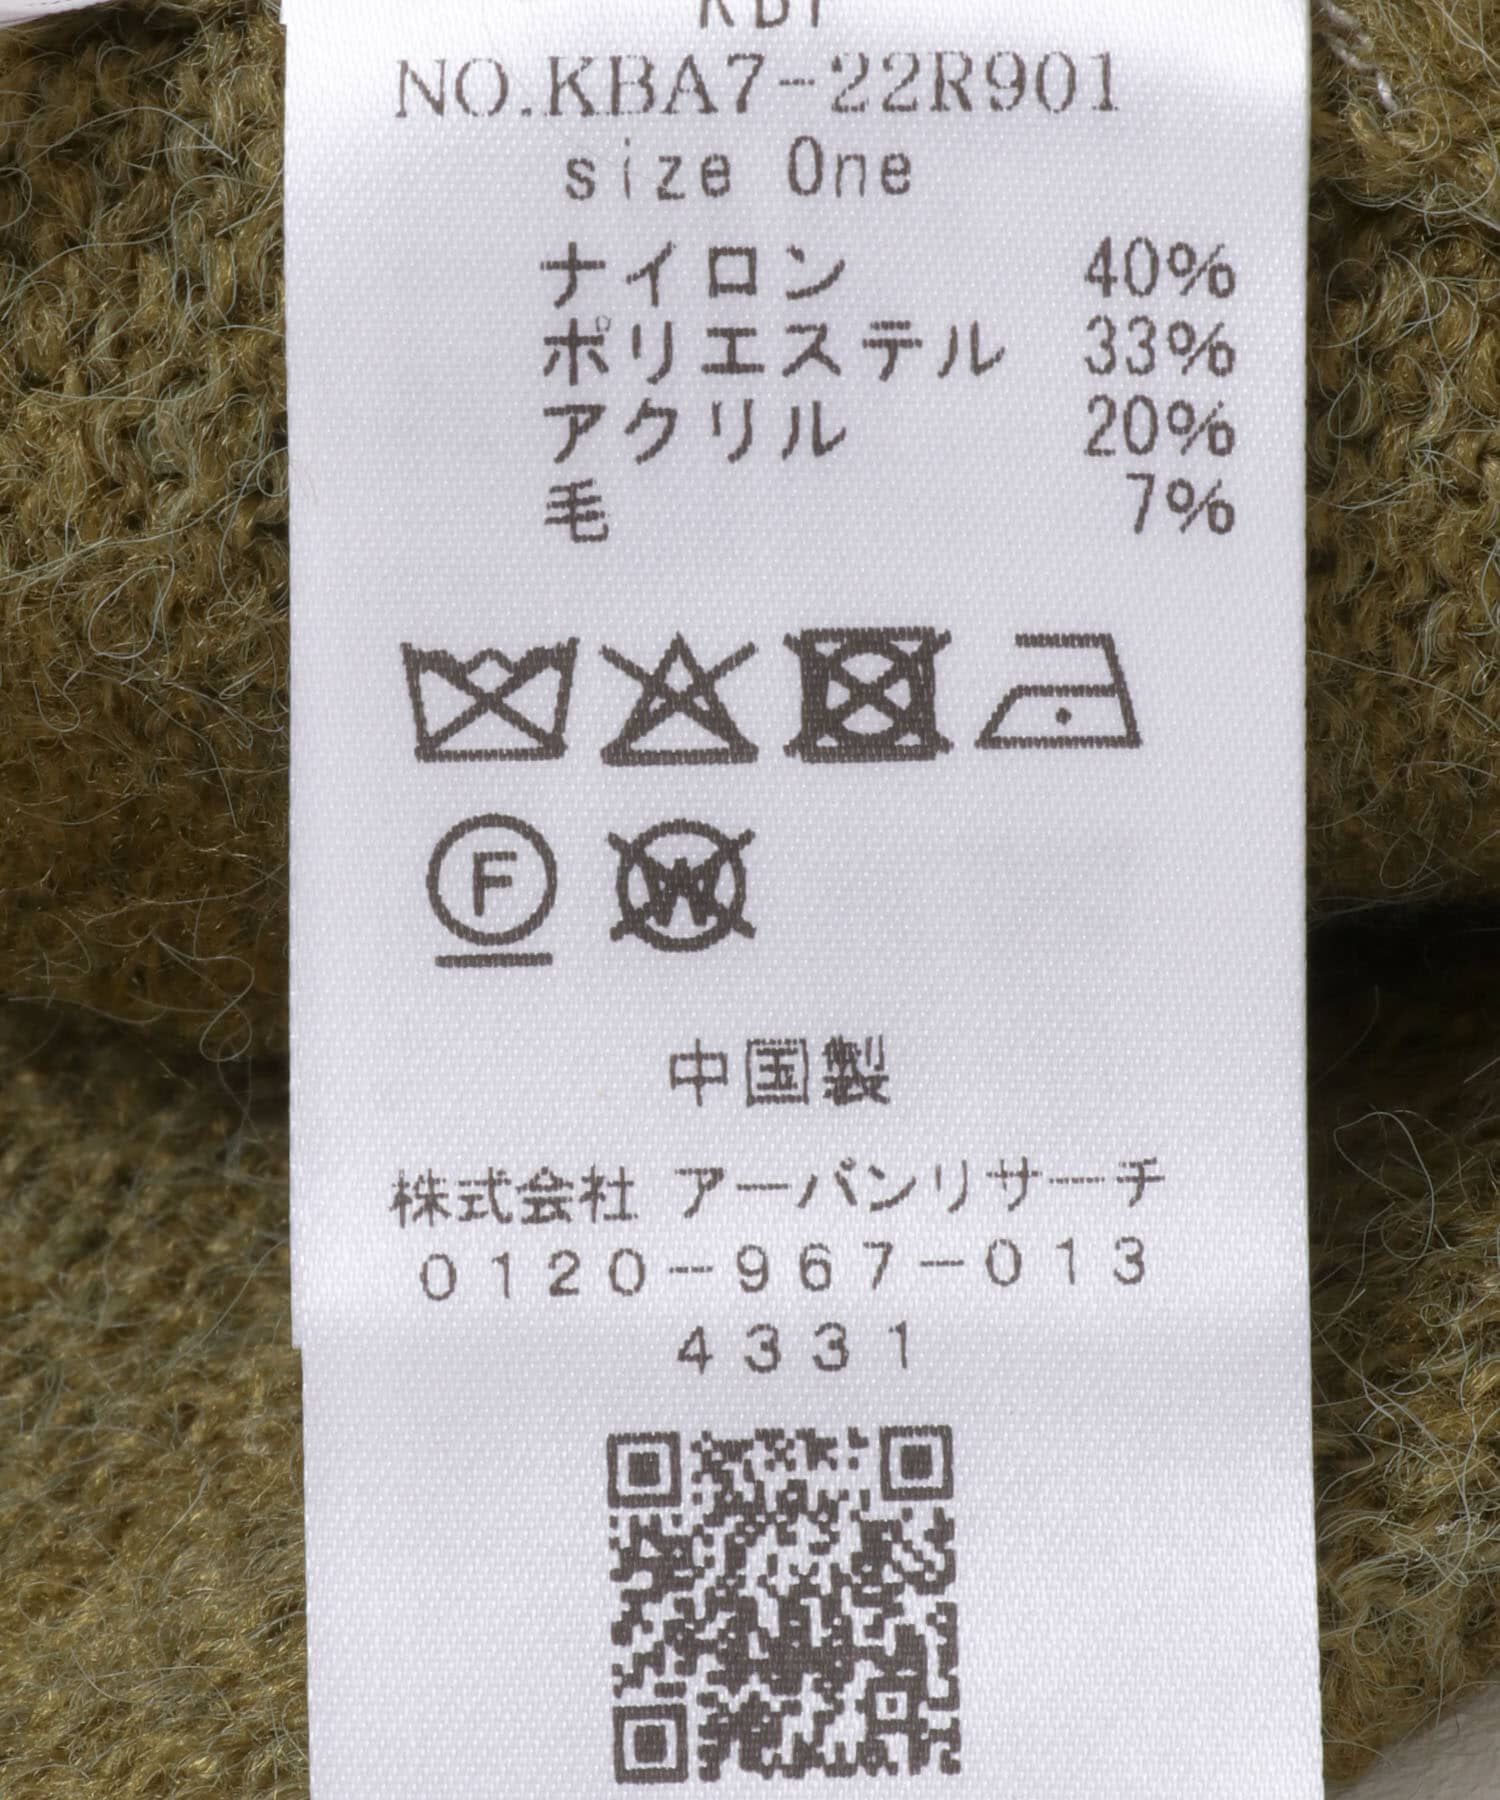 KBF
NO.KBA7-22R901
size One
ナイロン 40%
ポリエステル 33%
アクリル 20%
毛 7%
F
W
中国製
株式会社 アーバンリサーチ
0120-967-013
4331